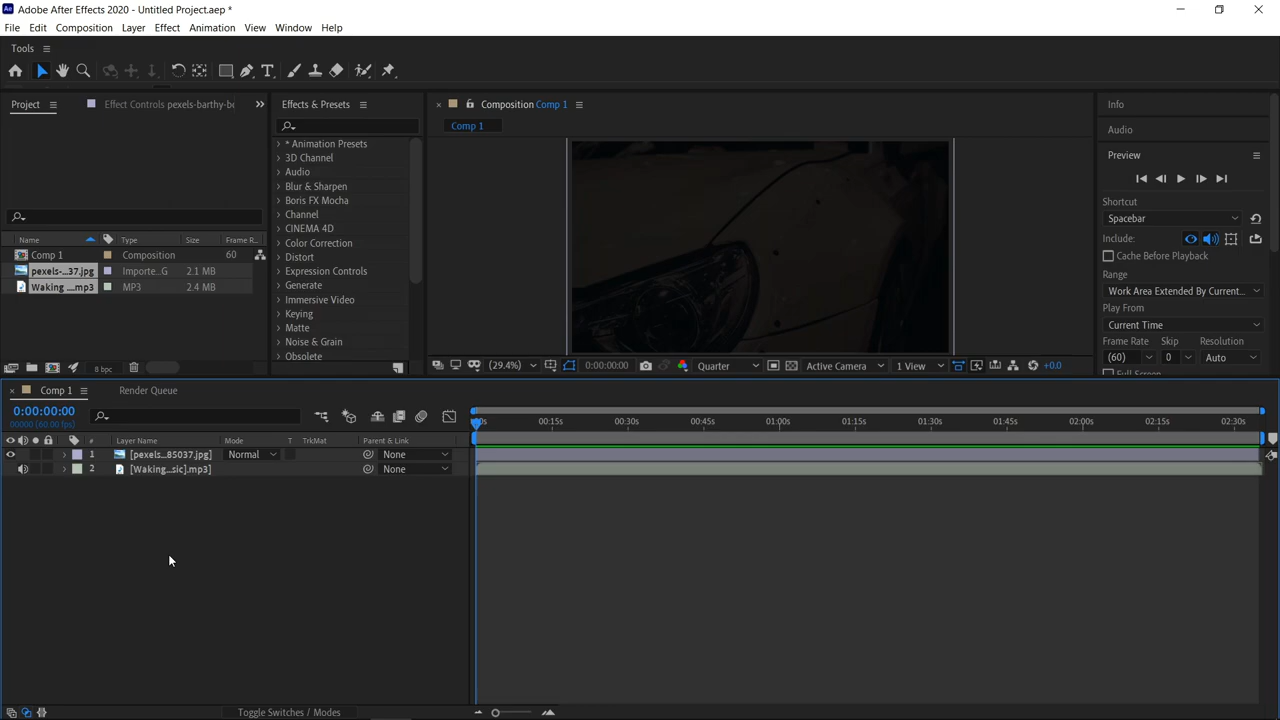 Adobe After Effects 2020 - Untitled Project.aep *
File Edit Composition Layer Effect Animation View Window Help
Tools
Project Effect Controls pexels-barthy-bo
Name Type Size Frame R...
Comp 1 Composition 60
pexels-...37.jpg Importe...G 2.1 MB
Waking ....mp3 MP3 2.4 MB
8 bpc
Effects & Presets
* Animation Presets
3D Channel
Audio
Blur & Sharpen
Boris FX Mocha
Channel
CINEMA 4D
Color Correction
Distort
Expression Controls
Generate
Immersive Video
Keying
Matte
Noise & Grain
Obsolete
Composition Comp 1
Comp 1
(29.4%) 0:00:00:00 Quarter Active Camera 1 View +0.0
Info
Audio
Preview
Shortcut
Spacebar
Include:
Cache Before Playback
Range
Work Area Extended By Current...
Play From
Current Time
Frame Rate Skip Resolution
(60) 0 Auto
Full Screen
Comp 1 Render Queue
0:00:00:00
00000 (60.00 fps)
# Layer Name Mode T TrkMat Parent & Link
1 [pexels...85037.jpg] Normal None
2 [Waking...sic].mp3] None
:00s 00:15s 00:30s 00:45s 01:00s 01:15s 01:30s 01:45s 02:00s 02:15s 02:30s
Toggle Switches / Modes